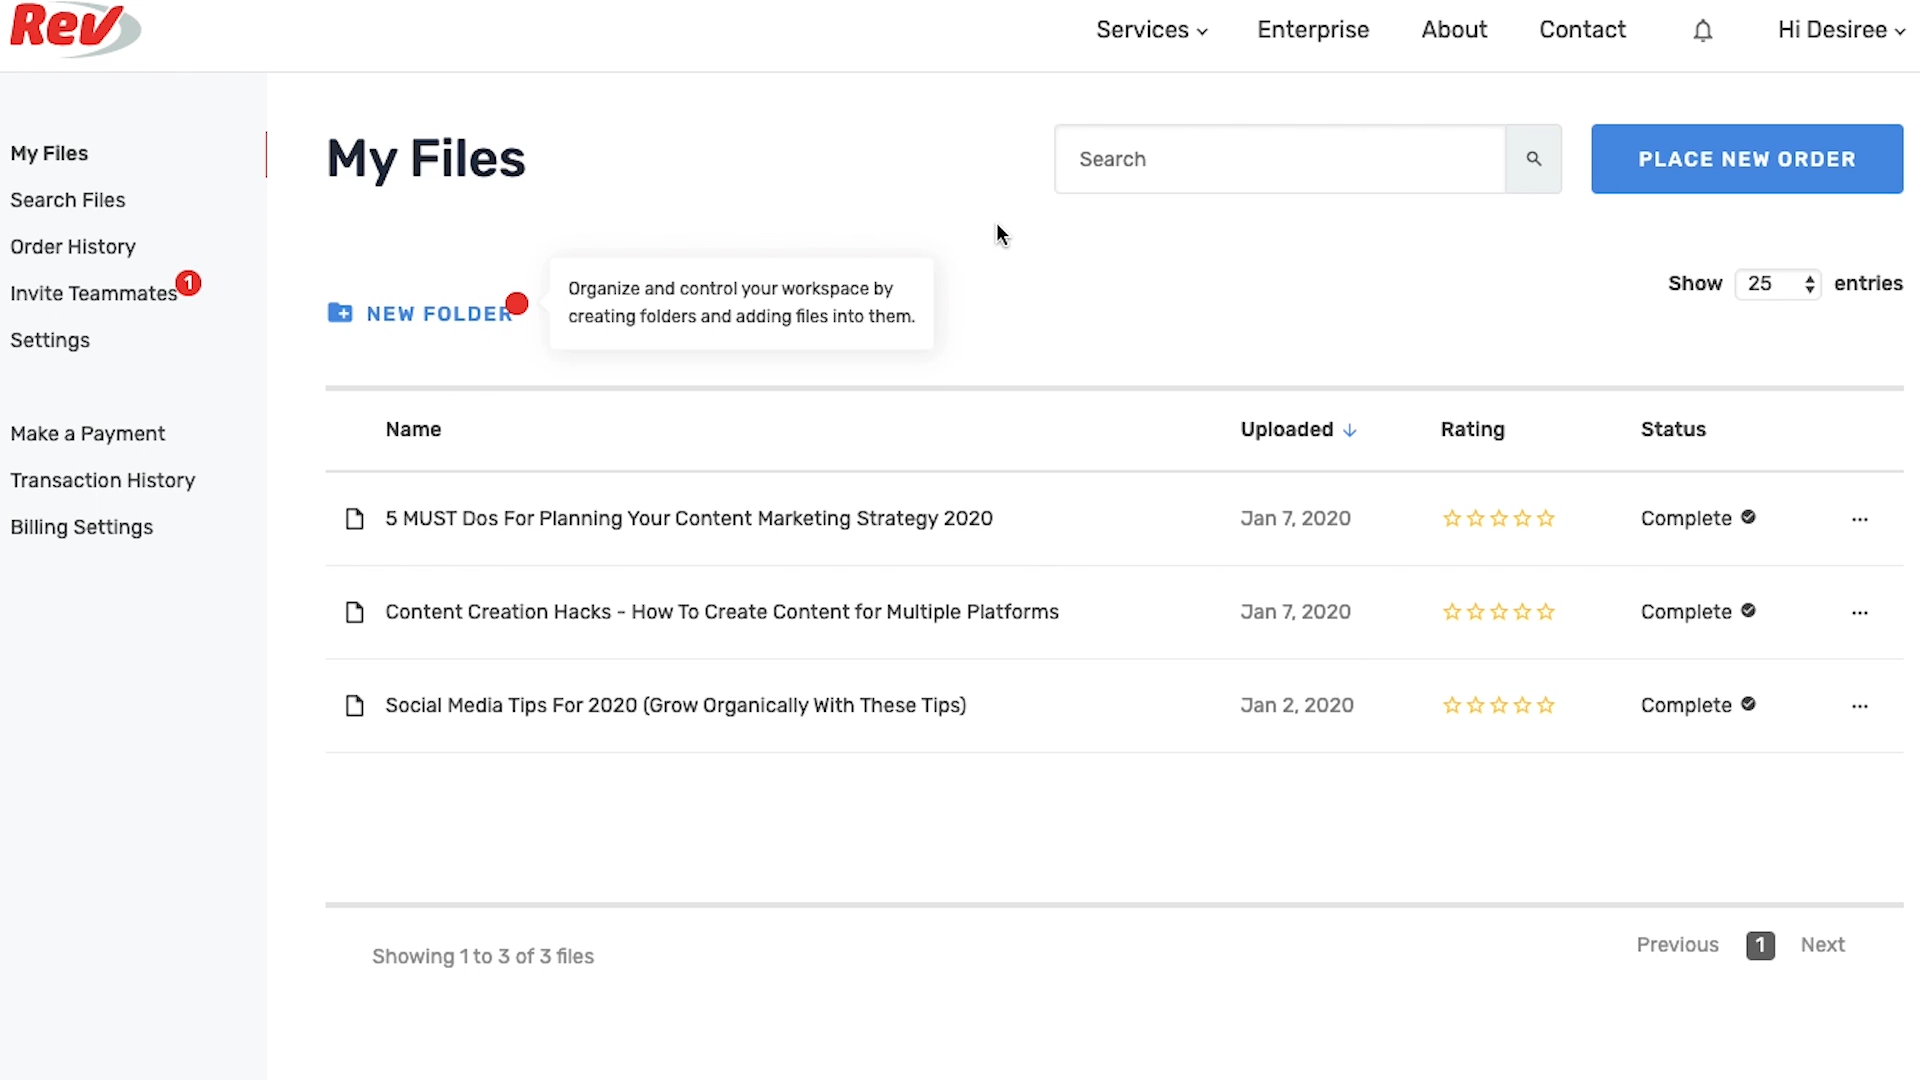 Rev
Services
Enterprise
About
Contact
Hi Desiree
My Files
Search Files
Order History
Invite Teammates 1
Settings
Make a Payment
Transaction History
Billing Settings
My Files
Search
PLACE NEW ORDER
NEW FOLDER
Organize and control your workspace by
creating folders and adding files into them.
Show 25 entries
Name Uploaded Rating Status
5 MUST Dos For Planning Your Content Marketing Strategy 2020 Jan 7, 2020 Complete ...
Content Creation Hacks - How To Create Content for Multiple Platforms Jan 7, 2020 Complete ...
Social Media Tips For 2020 (Grow Organically With These Tips) Jan 2, 2020 Complete ...
Showing 1 to 3 of 3 files
Previous 1 Next